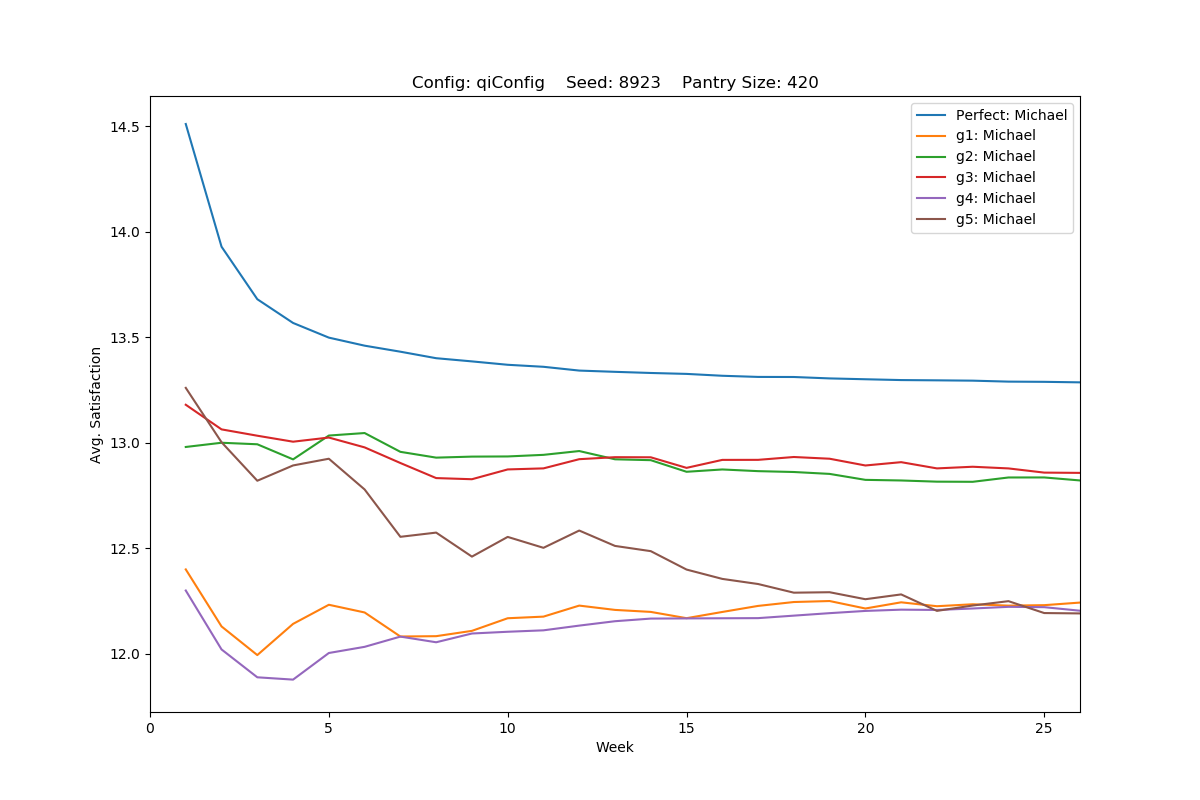 Config: qiConfig    Seed: 8923    Pantry Size: 420
Perfect: Michael
g1: Michael
g2: Michael
g3: Michael
g4: Michael
g5: Michael
14.5
14.0
13.5
13.0
12.5
12.0
Avg. Satisfaction
0 5 10 15 20 25
Week